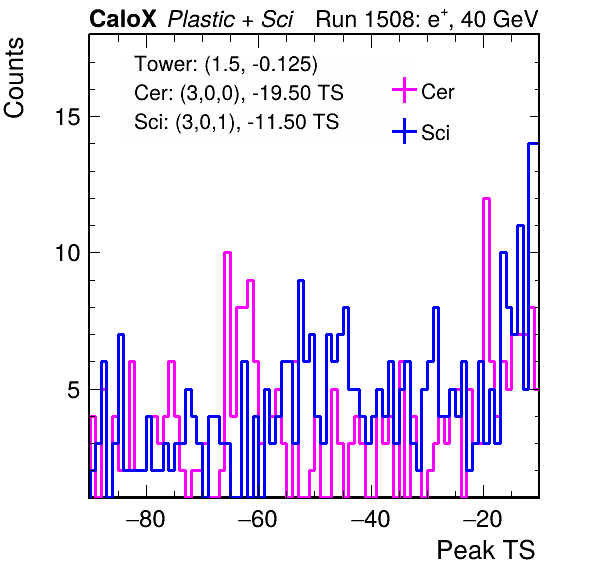 CaloX Plastic + Sci Run 1508: e+, 40 GeV
Counts
Tower: (1.5, -0.125)
Cer: (3,0,0), -19.50 TS
Sci: (3,0,1), -11.50 TS
Cer
Sci
15
10
5
−80 −60 −40 −20
Peak TS